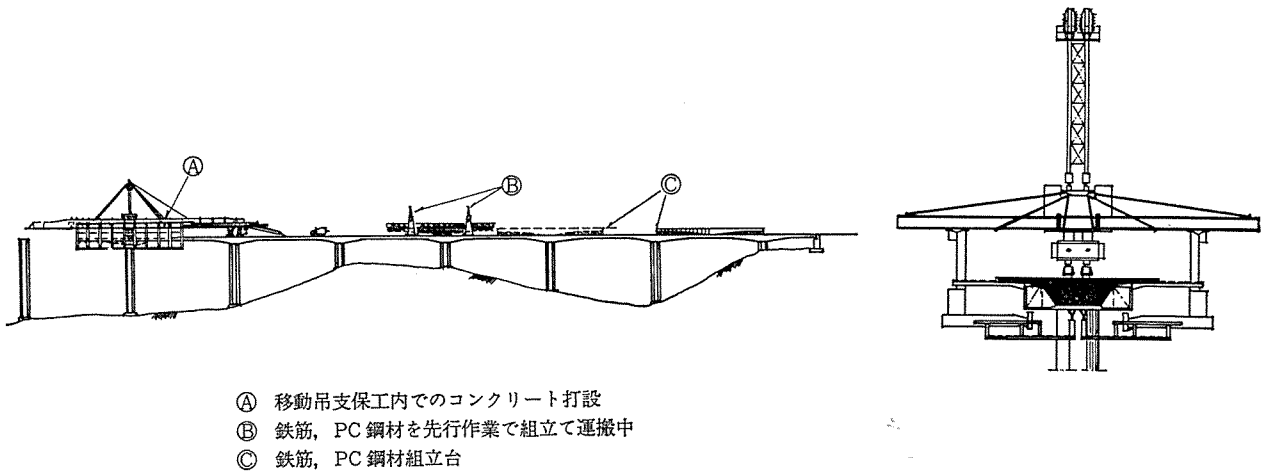 Ⓐ
Ⓑ
Ⓒ
Ⓐ 移動吊支保工内でのコンクリート打設
Ⓑ 鉄筋,PC鋼材を先行作業で組立て運搬中
Ⓒ 鉄筋,PC鋼材組立台